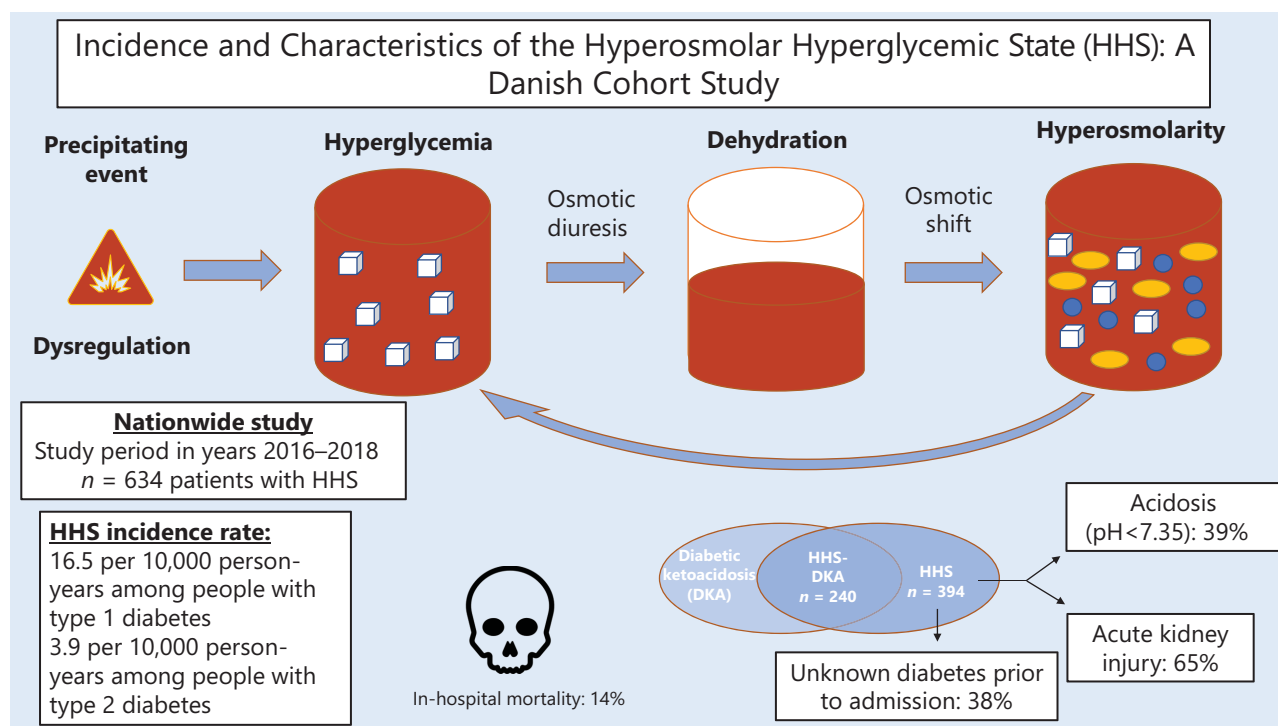 Incidence and Characteristics of the Hyperosmolar Hyperglycemic State (HHS): A
Danish Cohort Study
Precipitating
event
Dysregulation
Hyperglycemia
Osmotic
diuresis
Dehydration
Osmotic
shift
Hyperosmolarity
Nationwide study
Study period in years 2016–2018
n = 634 patients with HHS
HHS incidence rate:
16.5 per 10,000 person-
years among people with
type 1 diabetes
3.9 per 10,000 person-
years among people with
type 2 diabetes
In-hospital mortality: 14%
Diabetic
ketoacidosis
(DKA)
HHS-
DKA
n = 240
HHS
n = 394
Acidosis
(pH<7.35): 39%
Acute kidney
injury: 65%
Unknown diabetes prior
to admission: 38%